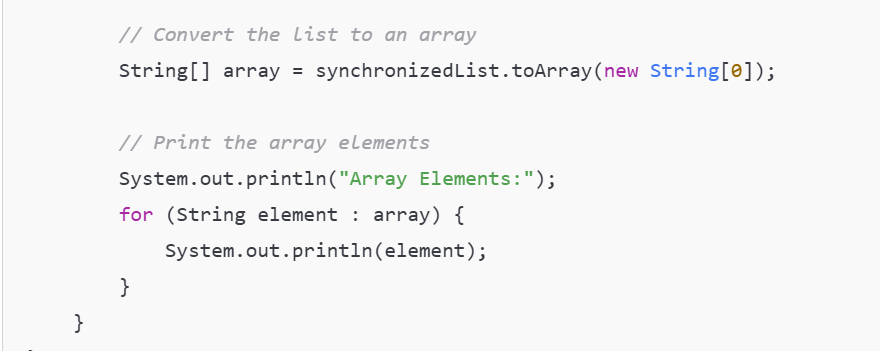 // Convert the list to an array
String[] array = synchronizedList.toArray(new String[0]);
// Print the array elements
System.out.println("Array Elements:");
for (String element : array) {
System.out.println(element);
}
}